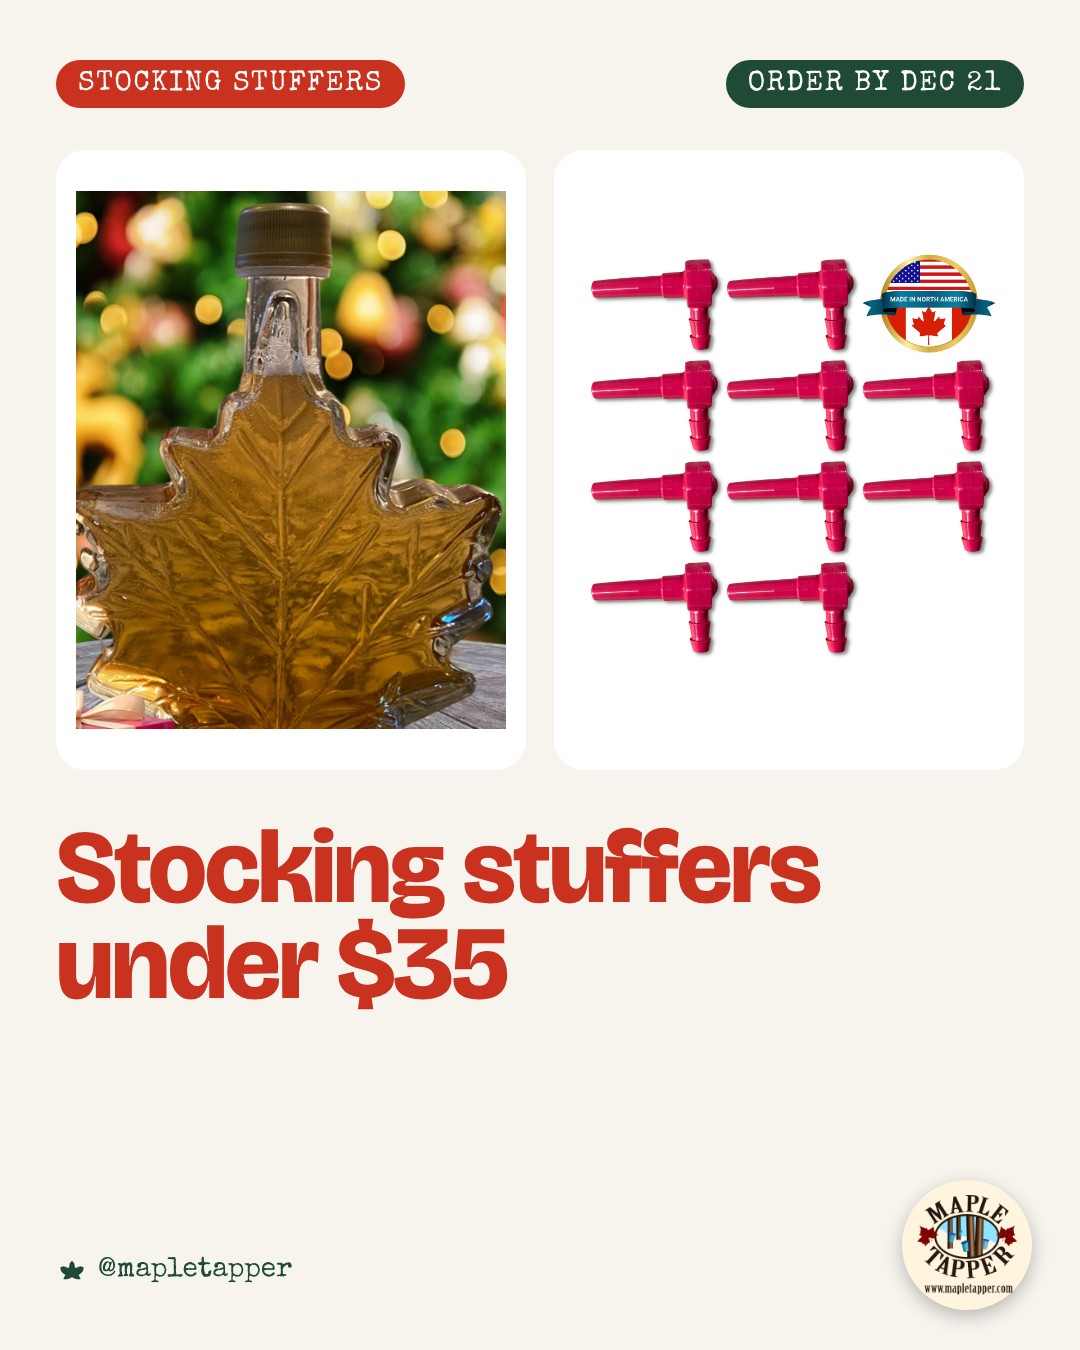 STOCKING STUFFERS
ORDER BY DEC 21
MADE IN NORTH AMERICA
Stocking stuffers
under $35
@mapletapper
MAPLE
TAPPER
www.mapletapper.com